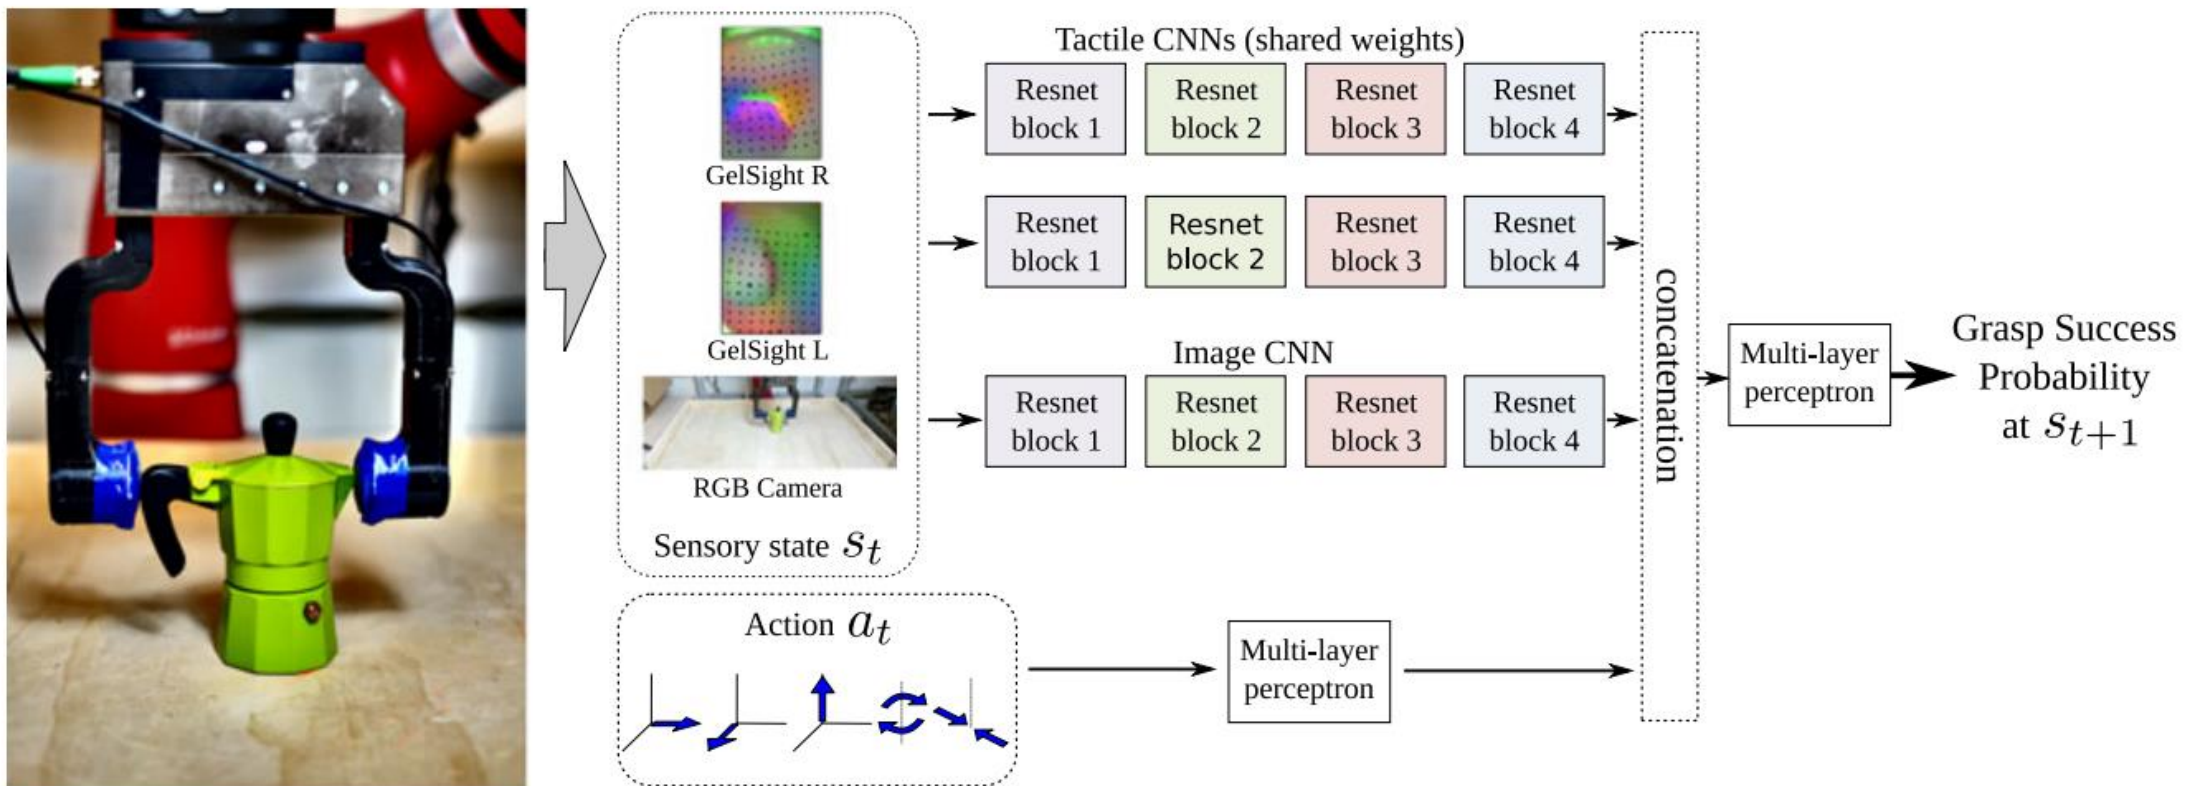 Tactile CNNs (shared weights)
GelSight R
Resnet
block 1
Resnet
block 2
Resnet
block 3
Resnet
block 4
GelSight L
Resnet
block 1
Resnet
block 2
Resnet
block 3
Resnet
block 4
Image CNN
RGB Camera
Resnet
block 1
Resnet
block 2
Resnet
block 3
Resnet
block 4
Sensory state s_t
Action a_t
Multi-layer
perceptron
concatenation
Multi-layer
perceptron
Grasp Success
Probability
at s_{t+1}